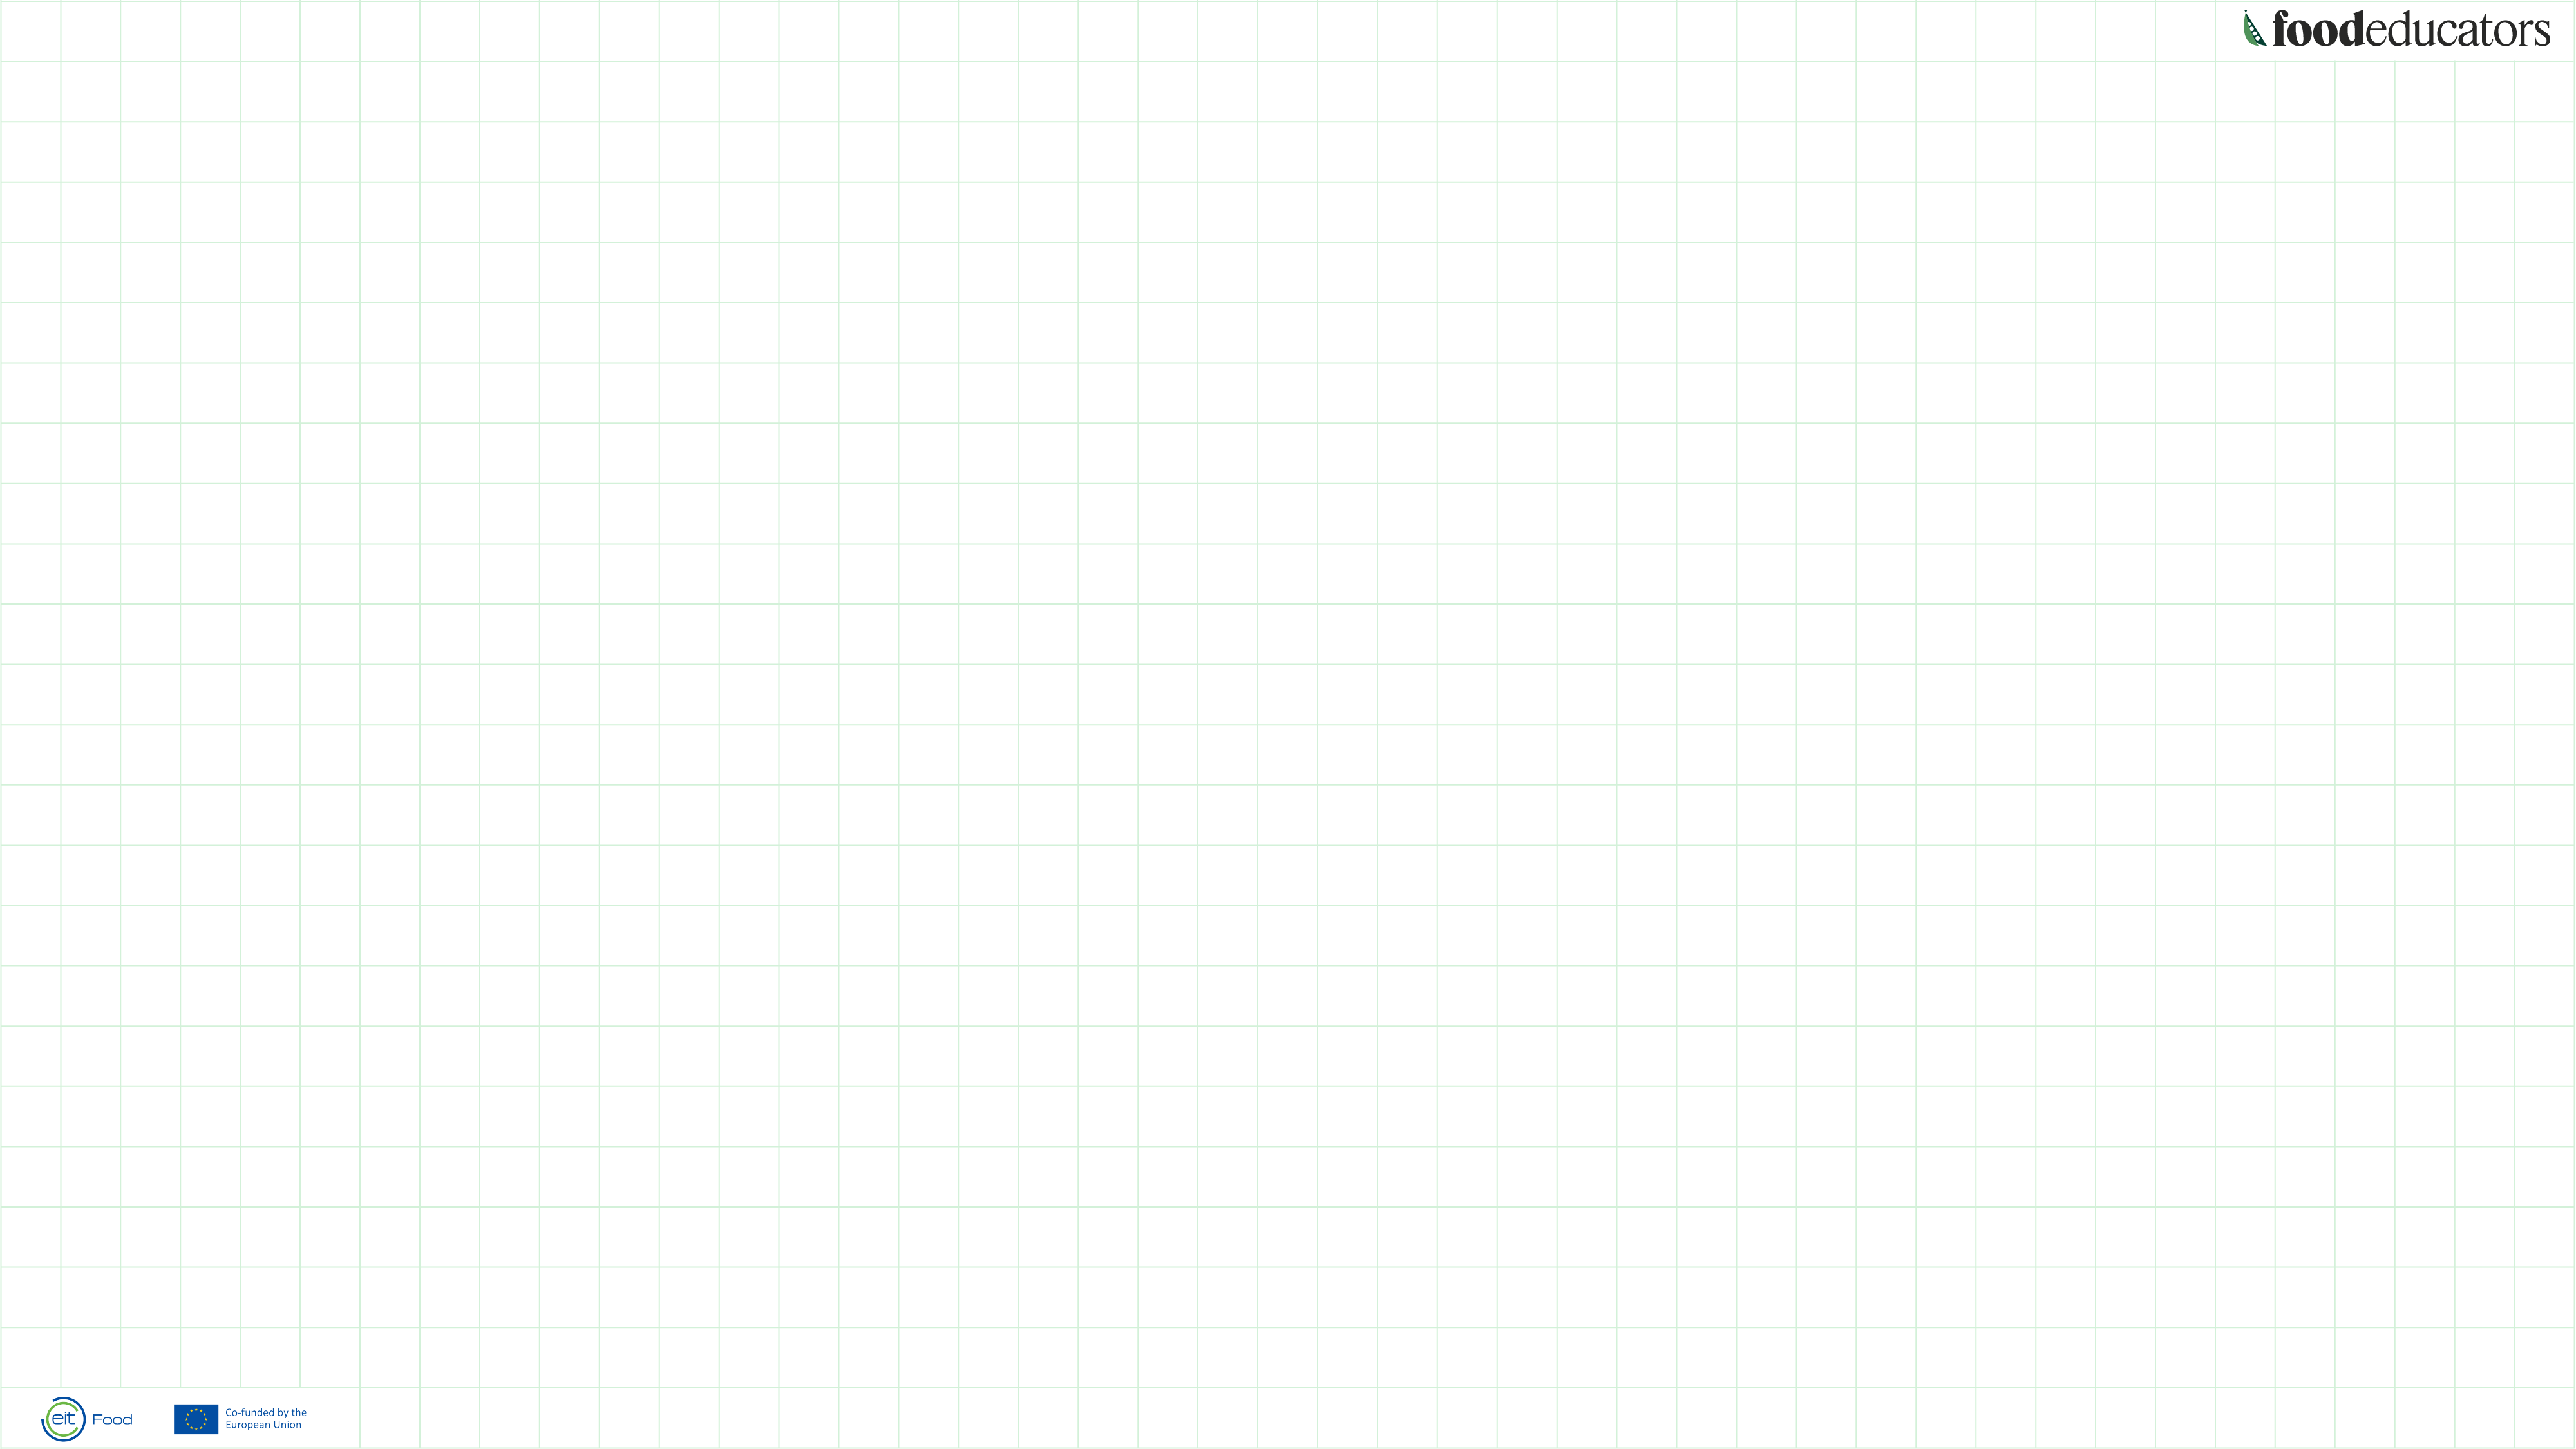 foodeducators
eit Food
Co-funded by the
European Union